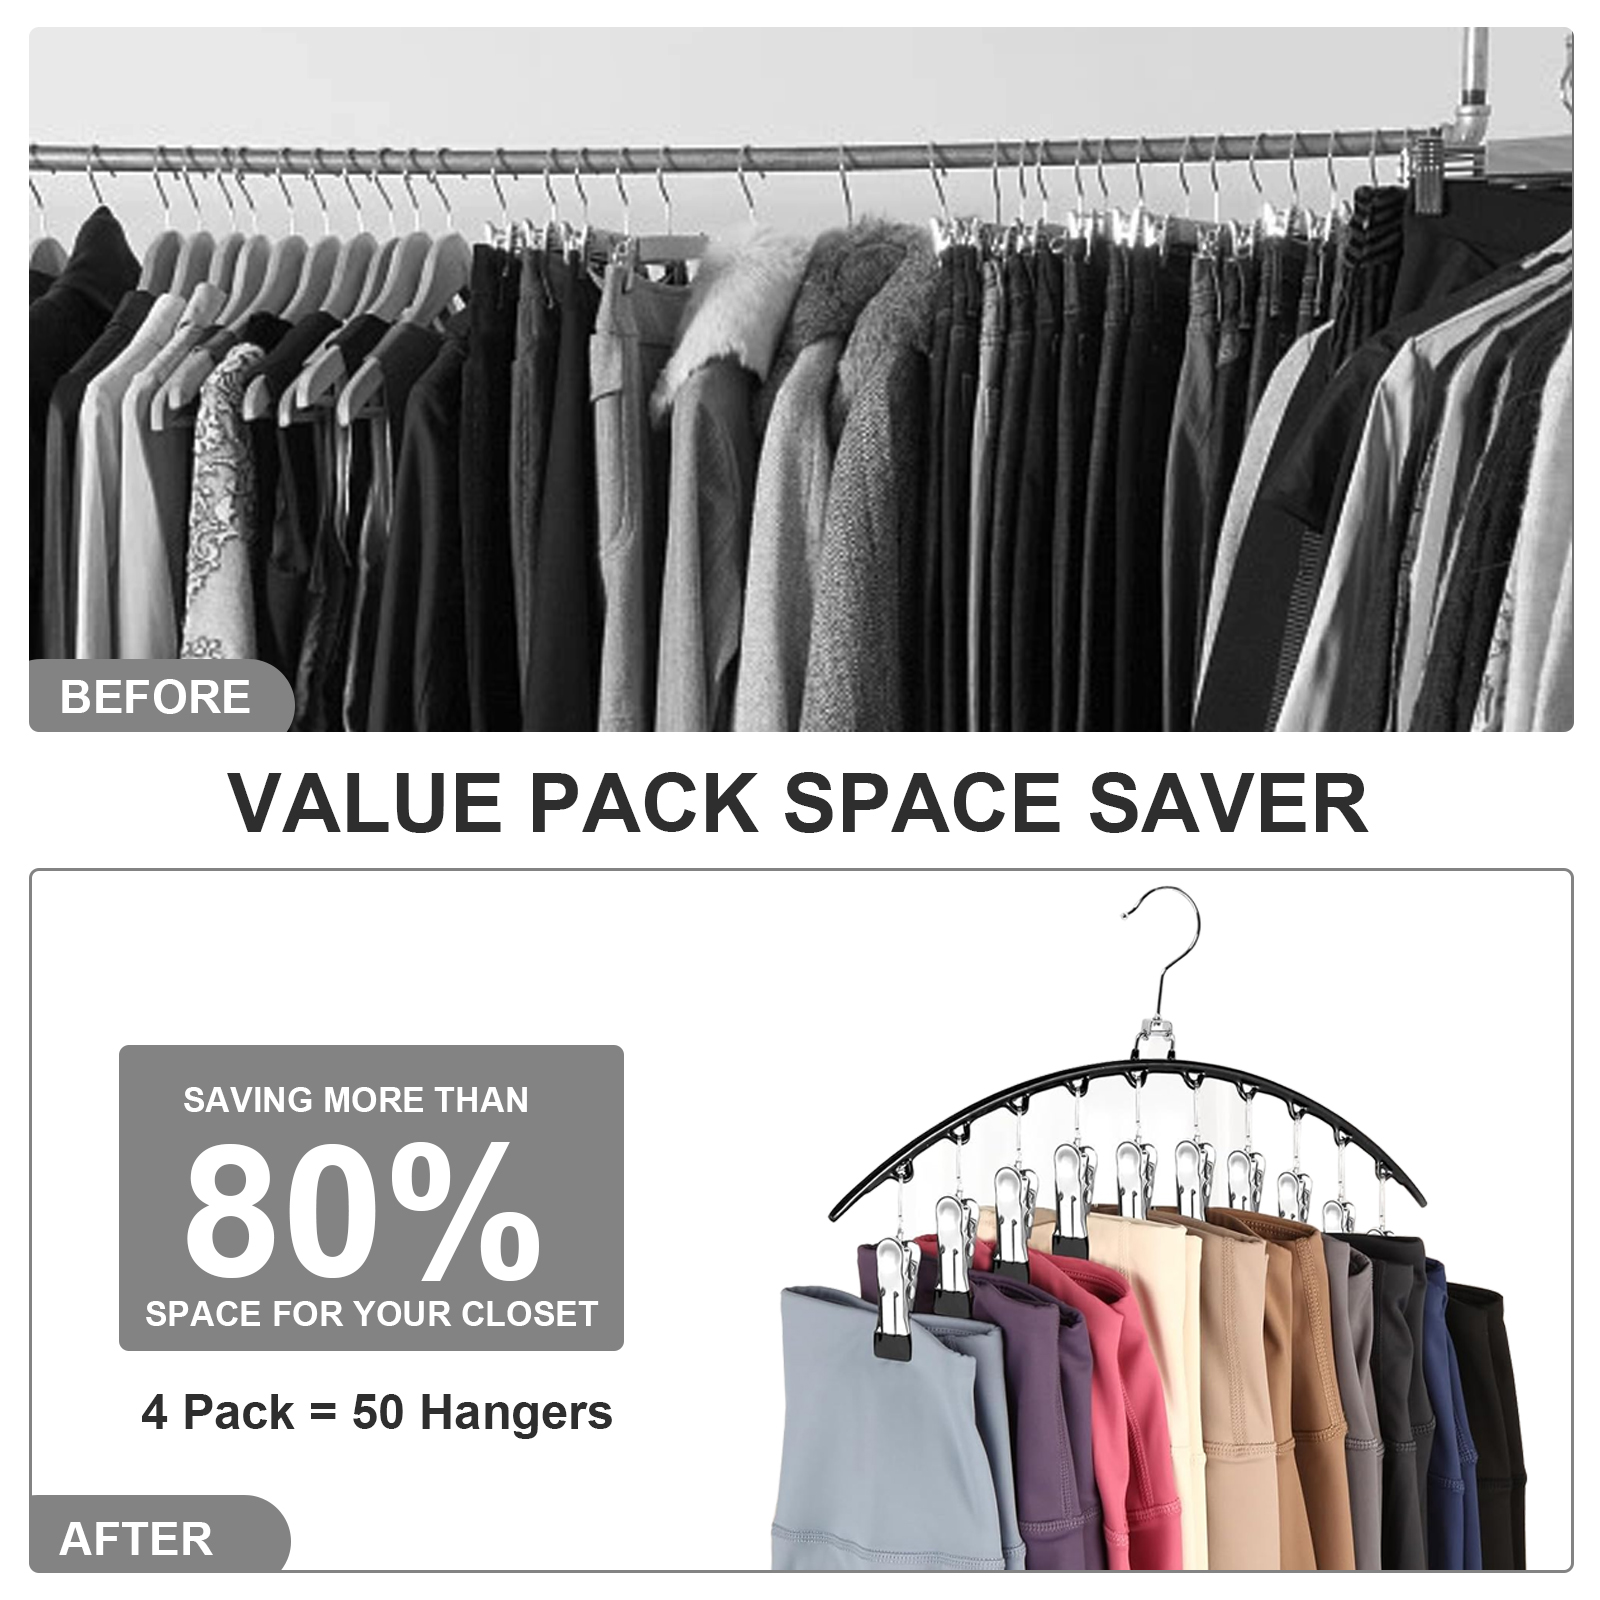 BEFORE
VALUE PACK SPACE SAVER
SAVING MORE THAN
80%
SPACE FOR YOUR CLOSET
4 Pack = 50 Hangers
AFTER